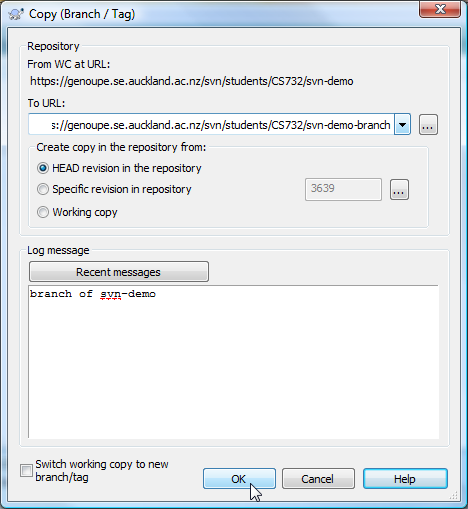 Copy (Branch / Tag)
Repository
From WC at URL:
https://genoupe.se.auckland.ac.nz/svn/students/CS732/svn-demo
To URL:
s://genoupe.se.auckland.ac.nz/svn/students/CS732/svn-demo-branch
...
Create copy in the repository from:
HEAD revision in the repository
Specific revision in repository
3639
...
Working copy
Log message
Recent messages
branch of svn-demo
Switch working copy to new
branch/tag
OK
Cancel
Help